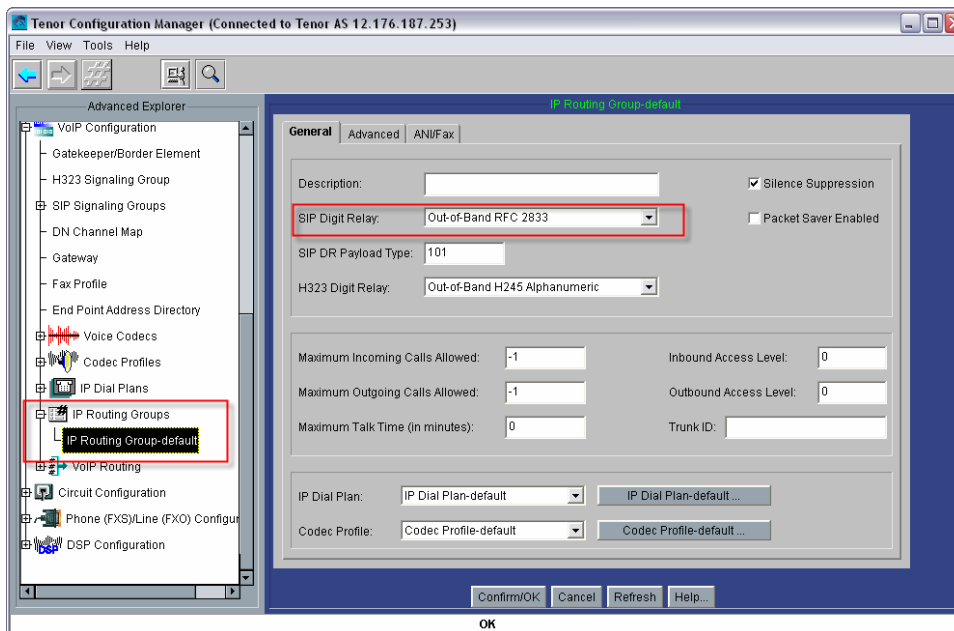 Tenor Configuration Manager (Connected to Tenor AS 12.176.187.253)
File View Tools Help
Advanced Explorer
VoIP Configuration
Gatekeeper/Border Element
H323 Signaling Group
SIP Signaling Groups
DN Channel Map
Gateway
Fax Profile
End Point Address Directory
Voice Codecs
Codec Profiles
IP Dial Plans
IP Routing Groups
IP Routing Group-default
VoIP Routing
Circuit Configuration
Phone (FXS)/Line (FXO) Configur
DSP Configuration
IP Routing Group-default
General Advanced ANI/Fax
Description: Silence Suppression
SIP Digit Relay: Out-of-Band RFC 2833 Packet Saver Enabled
SIP DR Payload Type: 101
H323 Digit Relay: Out-of-Band H245 Alphanumeric
Maximum Incoming Calls Allowed: -1 Inbound Access Level: 0
Maximum Outgoing Calls Allowed: -1 Outbound Access Level: 0
Maximum Talk Time (in minutes): 0 Trunk ID:
IP Dial Plan: IP Dial Plan-default IP Dial Plan-default ...
Codec Profile: Codec Profile-default Codec Profile-default ...
Confirm/OK Cancel Refresh Help...
OK